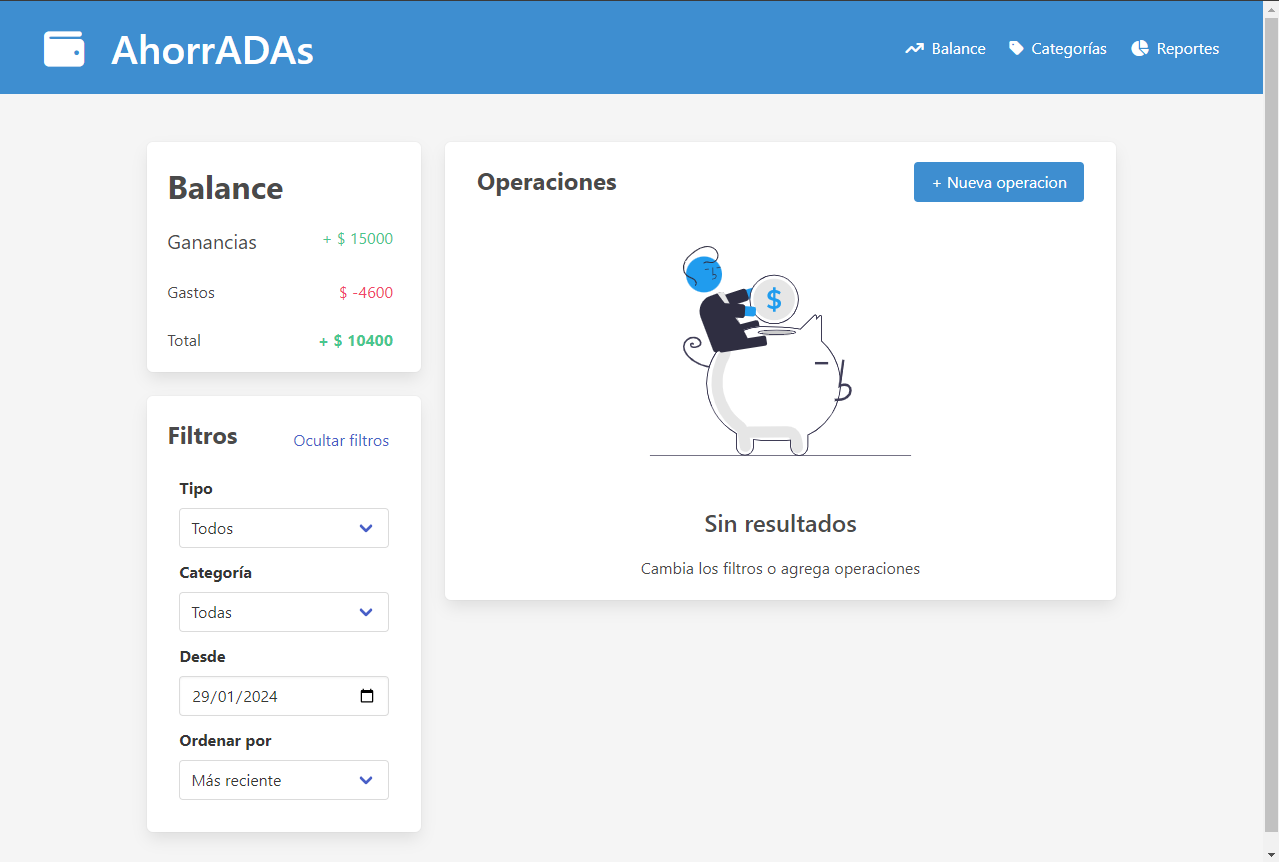 AhorrADAs
Balance
Categorías
Reportes
Balance
Ganancias + $ 15000
Gastos $ -4600
Total + $ 10400
Filtros Ocultar filtros
Tipo
Todos
Categoría
Todas
Desde
29/01/2024
Ordenar por
Más reciente
Operaciones + Nueva operacion
$
Sin resultados
Cambia los filtros o agrega operaciones